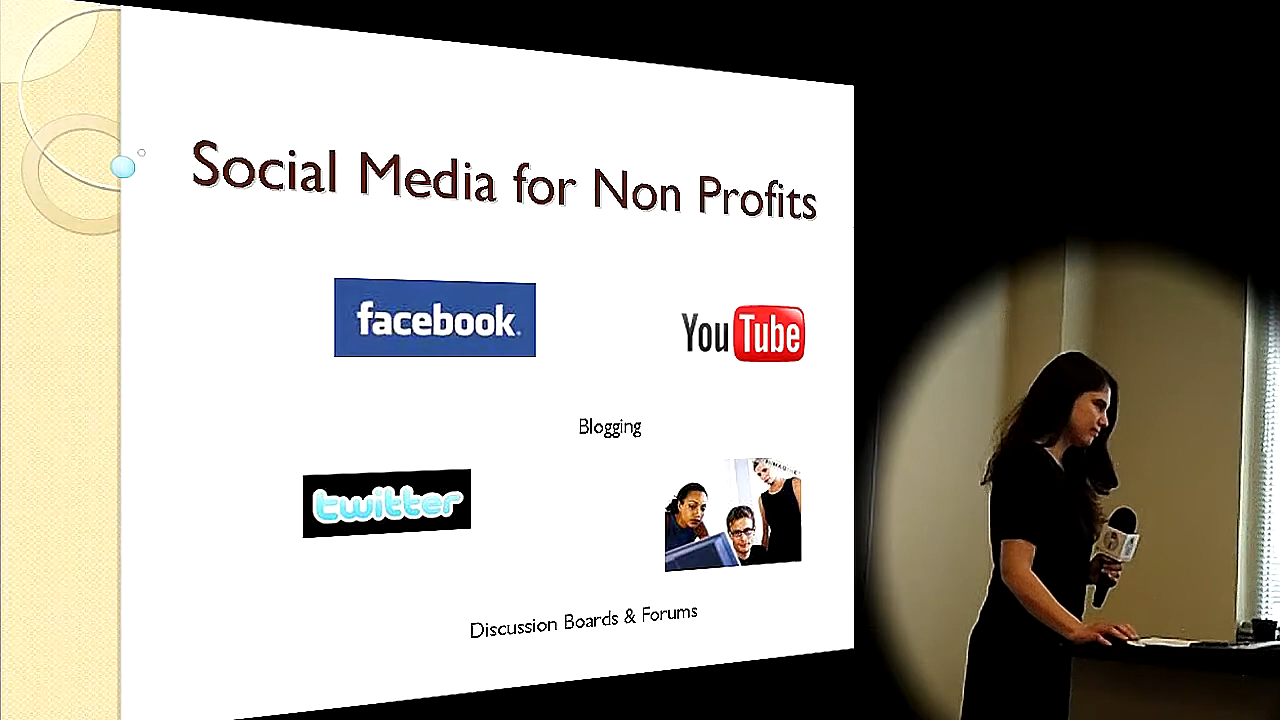 Social Media for Non Profits
facebook
YouTube
Blogging
twitter
Discussion Boards & Forums